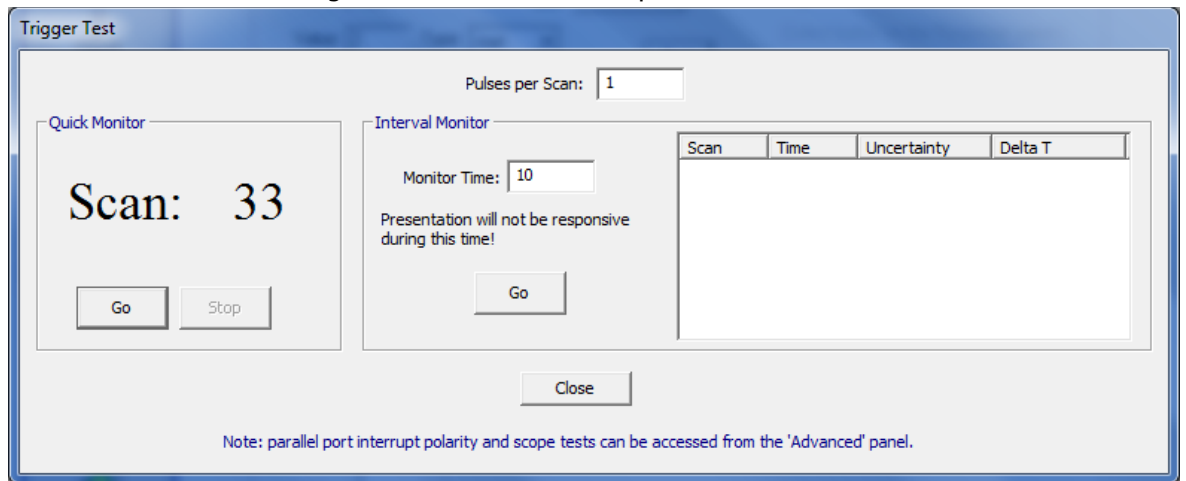 Trigger Test
Pulses per Scan: 1
Quick Monitor
Scan: 33
Go Stop
Interval Monitor
Monitor Time: 10
Presentation will not be responsive
during this time!
Go
Scan Time Uncertainty Delta T
Close
Note: parallel port interrupt polarity and scope tests can be accessed from the 'Advanced' panel.